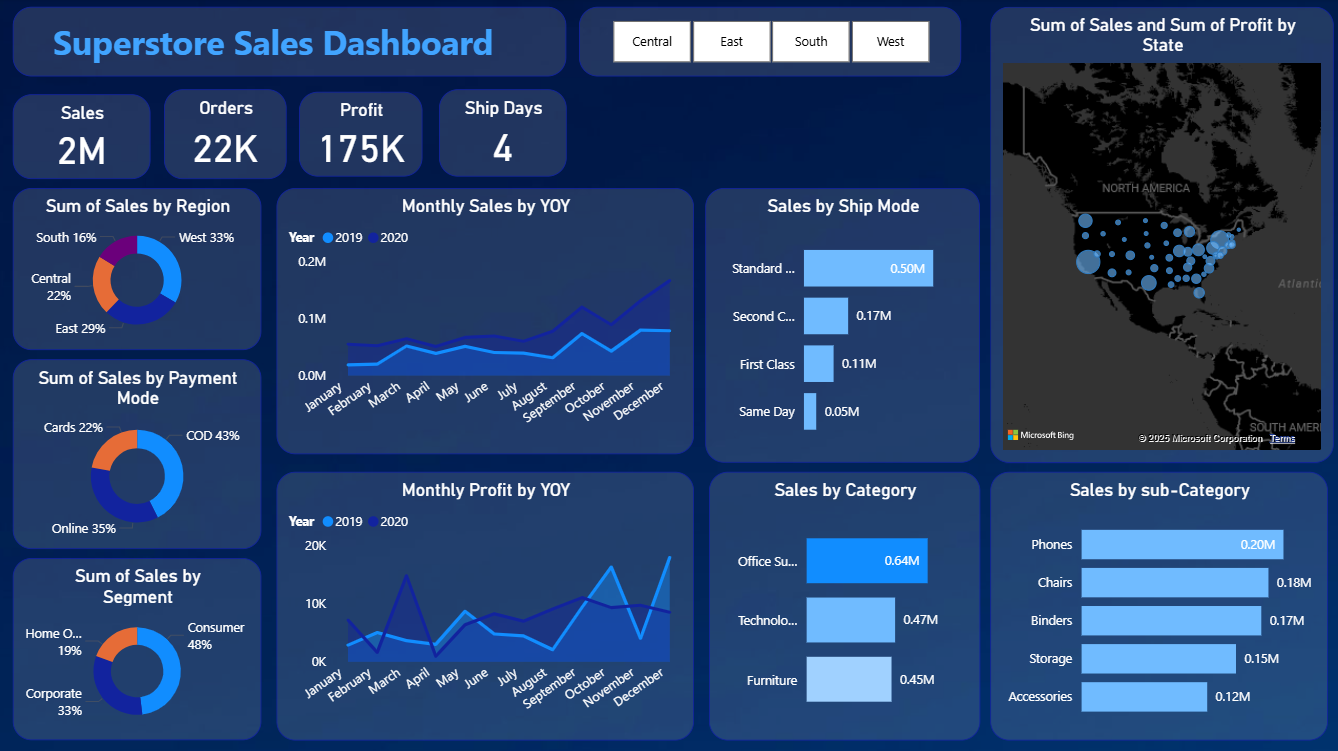 Superstore Sales Dashboard
Central
East
South
West
Sum of Sales and Sum of Profit by
State
NORTH AMERICA
Atlantic
SOUTH AMERI
Microsoft Bing
© 2025 Microsoft Corporation Terms
Sales
2M
Orders
22K
Profit
175K
Ship Days
4
Sum of Sales by Region
South 16%
West 33%
Central
22%
East 29%
Sum of Sales by Payment
Mode
Cards 22%
COD 43%
Online 35%
Sum of Sales by
Segment
Home O...
19%
Consumer
48%
Corporate
33%
Monthly Sales by YOY
Year 2019 2020
0.2M
0.1M
0.0M
January
February
March
April
May
June
July
August
September
October
November
December
Monthly Profit by YOY
Year 2019 2020
20K
10K
0K
January
February
March
April
May
June
July
August
September
October
November
December
Sales by Ship Mode
Standard ... 0.50M
Second C... 0.17M
First Class 0.11M
Same Day 0.05M
Sales by Category
Office Su... 0.64M
Technolo... 0.47M
Furniture 0.45M
Sales by sub-Category
Phones 0.20M
Chairs 0.18M
Binders 0.17M
Storage 0.15M
Accessories 0.12M